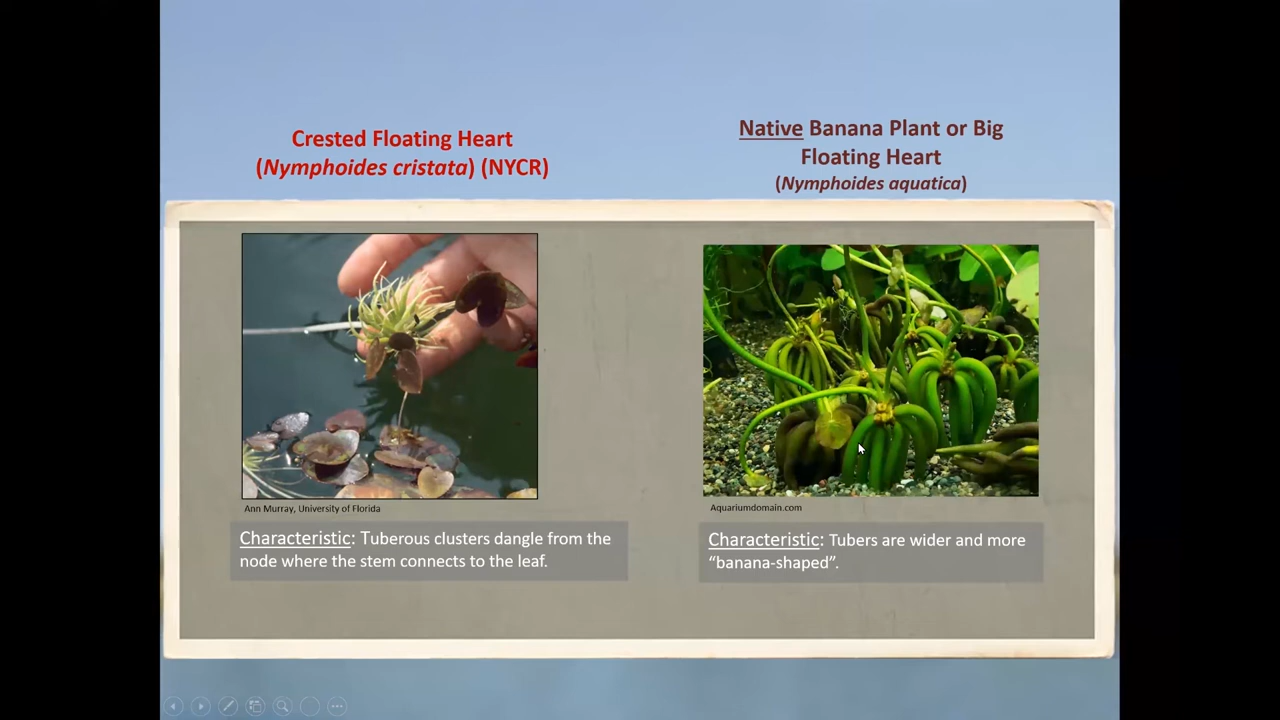 Crested Floating Heart
(Nymphoides cristata) (NYCR)
Native Banana Plant or Big
Floating Heart
(Nymphoides aquatica)
Ann Murray, University of Florida
Characteristic: Tuberous clusters dangle from the
node where the stem connects to the leaf.
Aquariumdomain.com
Characteristic: Tubers are wider and more
“banana-shaped”.